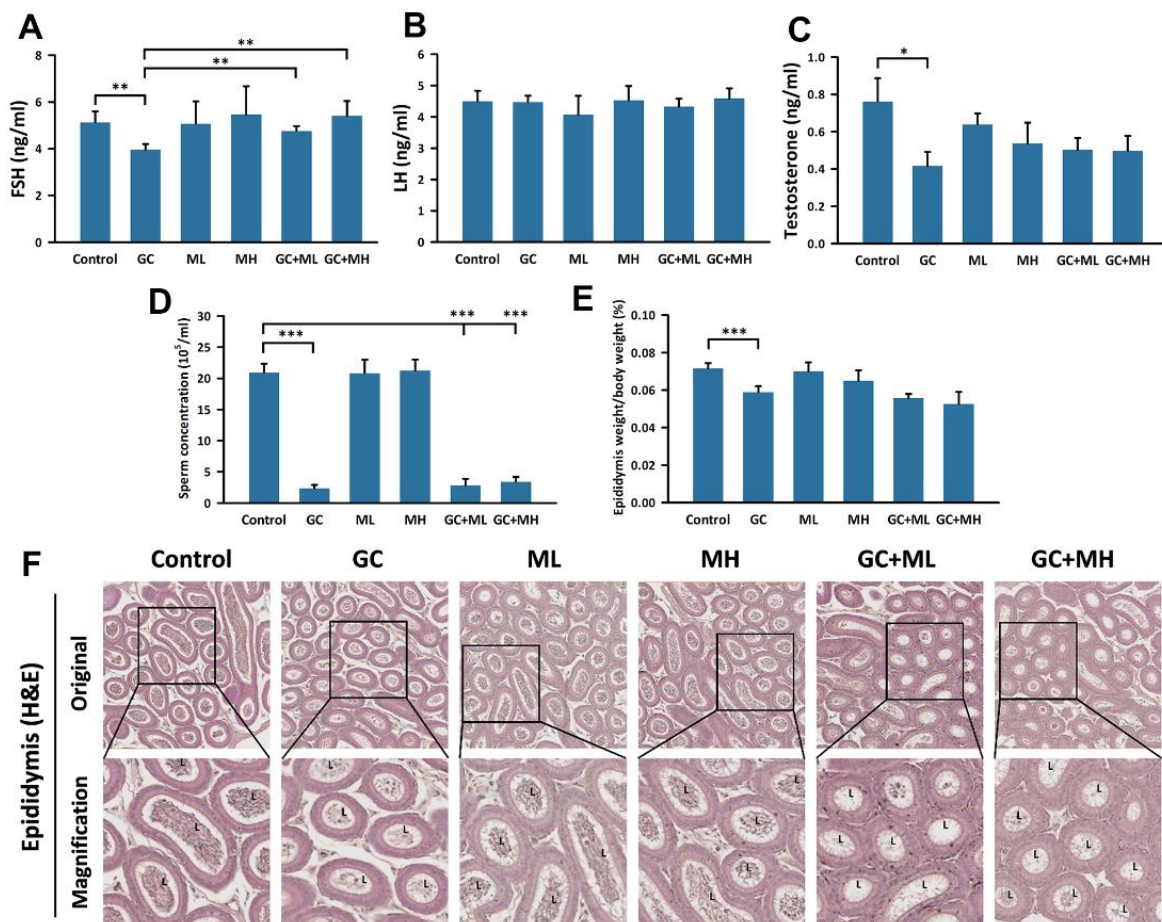 A
FSH (ng/ml)
8
6
4
2
0
**
**
**
Control GC ML MH GC+ML GC+MH
B
LH (ng/ml)
6
5
4
3
2
1
0
Control GC ML MH GC+ML GC+MH
C
Testosterone (ng/ml)
1.0
0.8
0.6
0.4
0.2
0.0
*
Control GC ML MH GC+ML GC+MH
D
Sperm concentration (10⁵/ml)
30
25
20
15
10
5
0
***
***
***
Control GC ML MH GC+ML GC+MH
E
Epididymis weight/body weight (%)
0.10
0.08
0.06
0.04
0.02
0.00
***
Control GC ML MH GC+ML GC+MH
F
Control GC ML MH GC+ML GC+MH
Epididymis (H&E)
Original
Magnification
L L L L
L L L L L
L L L L
L L L L L
L L L L L
L L L L L L L L